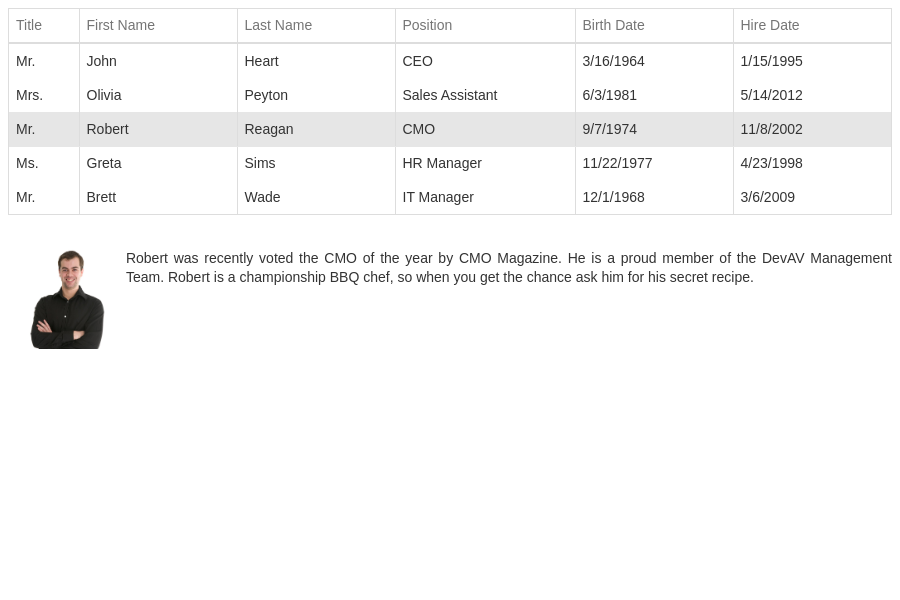 Title First Name Last Name Position Birth Date Hire Date
Mr. John Heart CEO 3/16/1964 1/15/1995
Mrs. Olivia Peyton Sales Assistant 6/3/1981 5/14/2012
Mr. Robert Reagan CMO 9/7/1974 11/8/2002
Ms. Greta Sims HR Manager 11/22/1977 4/23/1998
Mr. Brett Wade IT Manager 12/1/1968 3/6/2009
Robert was recently voted the CMO of the year by CMO Magazine. He is a proud member of the DevAV Management
Team. Robert is a championship BBQ chef, so when you get the chance ask him for his secret recipe.